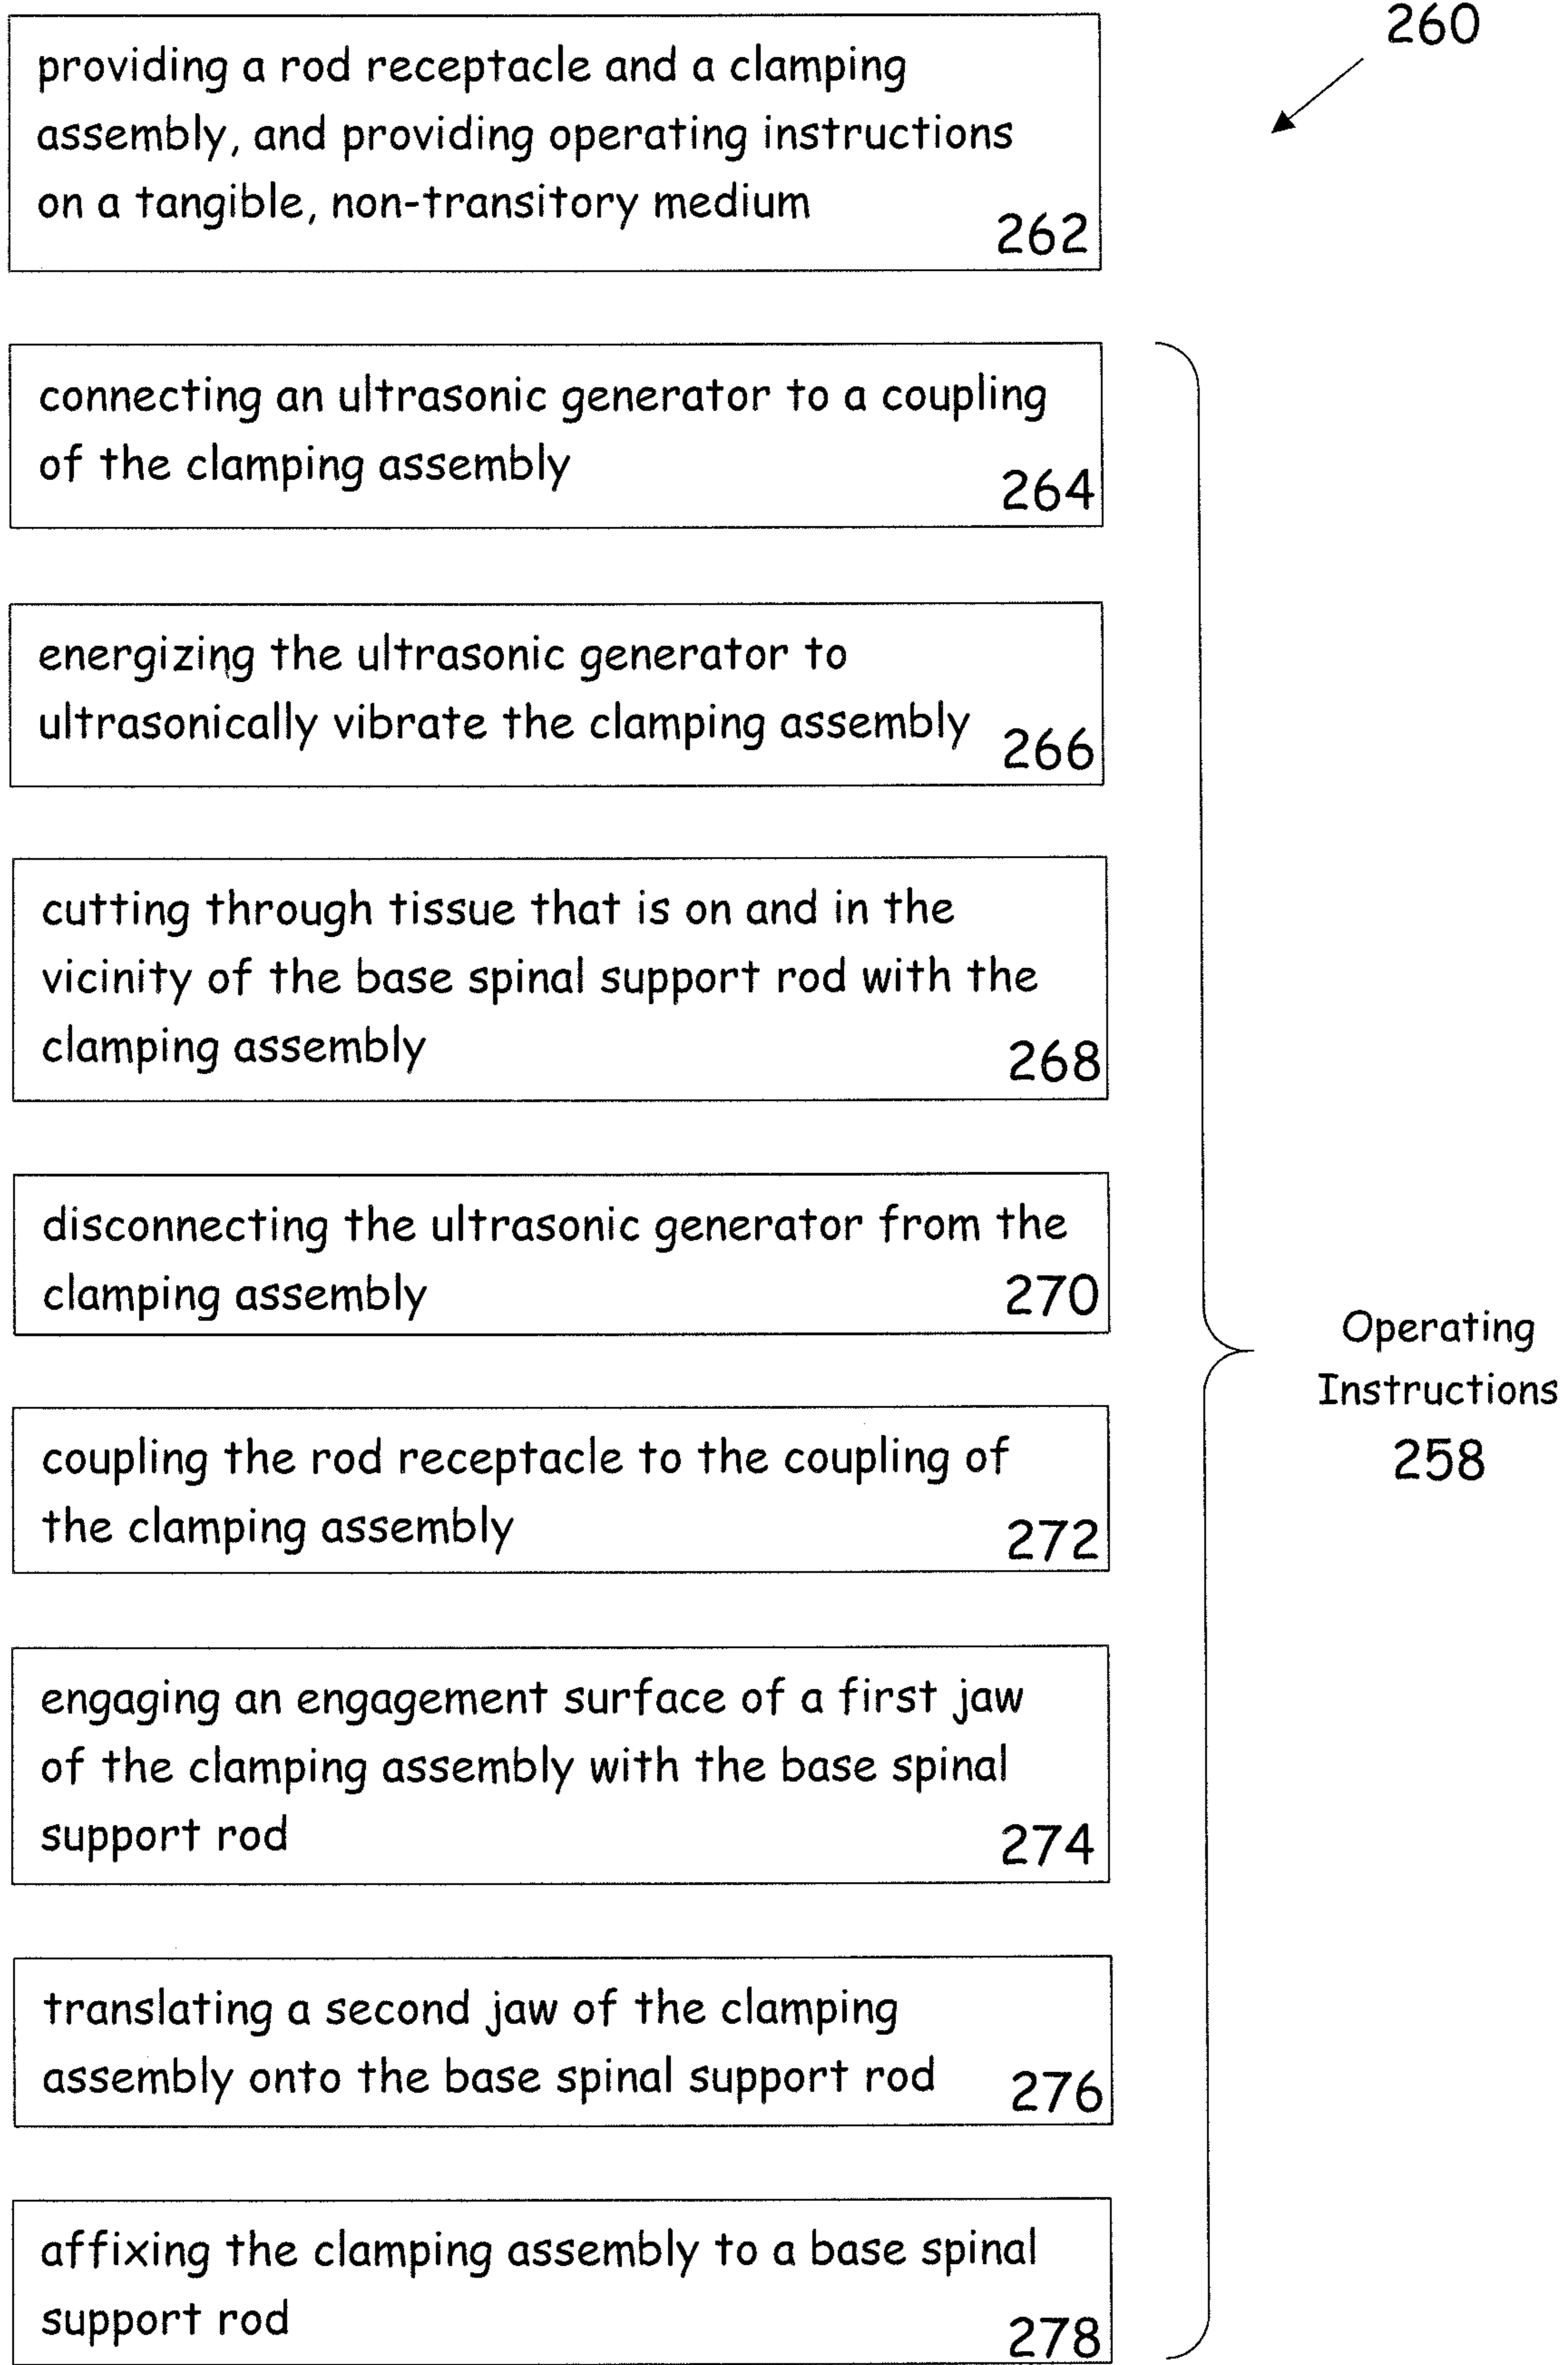 260
providing a rod receptacle and a clamping
assembly, and providing operating instructions
on a tangible, non-transitory medium
262
connecting an ultrasonic generator to a coupling
of the clamping assembly
264
energizing the ultrasonic generator to
ultrasonically vibrate the clamping assembly
266
cutting through tissue that is on and in the
vicinity of the base spinal support rod with the
clamping assembly
268
disconnecting the ultrasonic generator from the
clamping assembly
270
coupling the rod receptacle to the coupling of
the clamping assembly
272
engaging an engagement surface of a first jaw
of the clamping assembly with the base spinal
support rod
274
translating a second jaw of the clamping
assembly onto the base spinal support rod
276
affixing the clamping assembly to a base spinal
support rod
278
Operating
Instructions
258